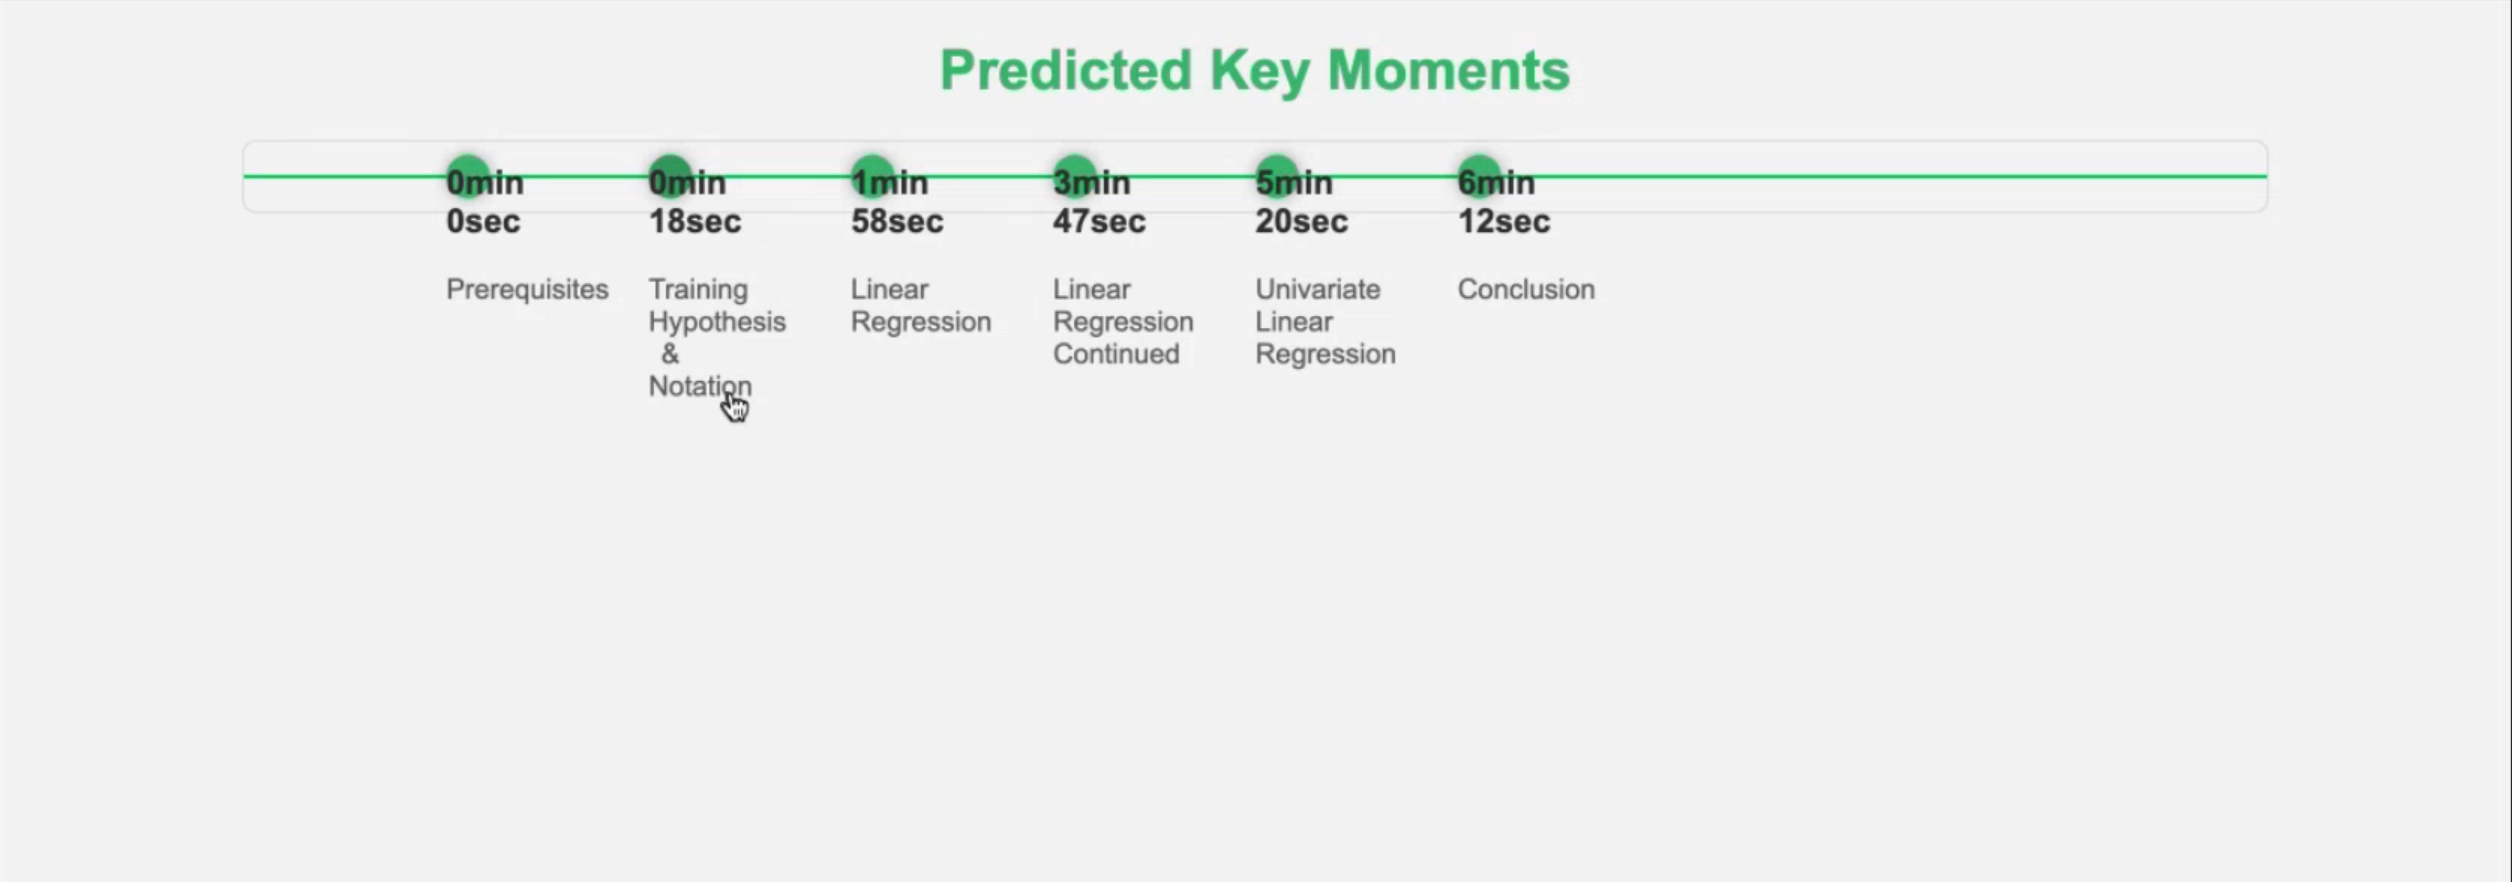 Predicted Key Moments
0min
0sec
Prerequisites
0min
18sec
Training
Hypothesis
&
Notation
1min
58sec
Linear
Regression
3min
47sec
Linear
Regression
Continued
5min
20sec
Univariate
Linear
Regression
6min
12sec
Conclusion